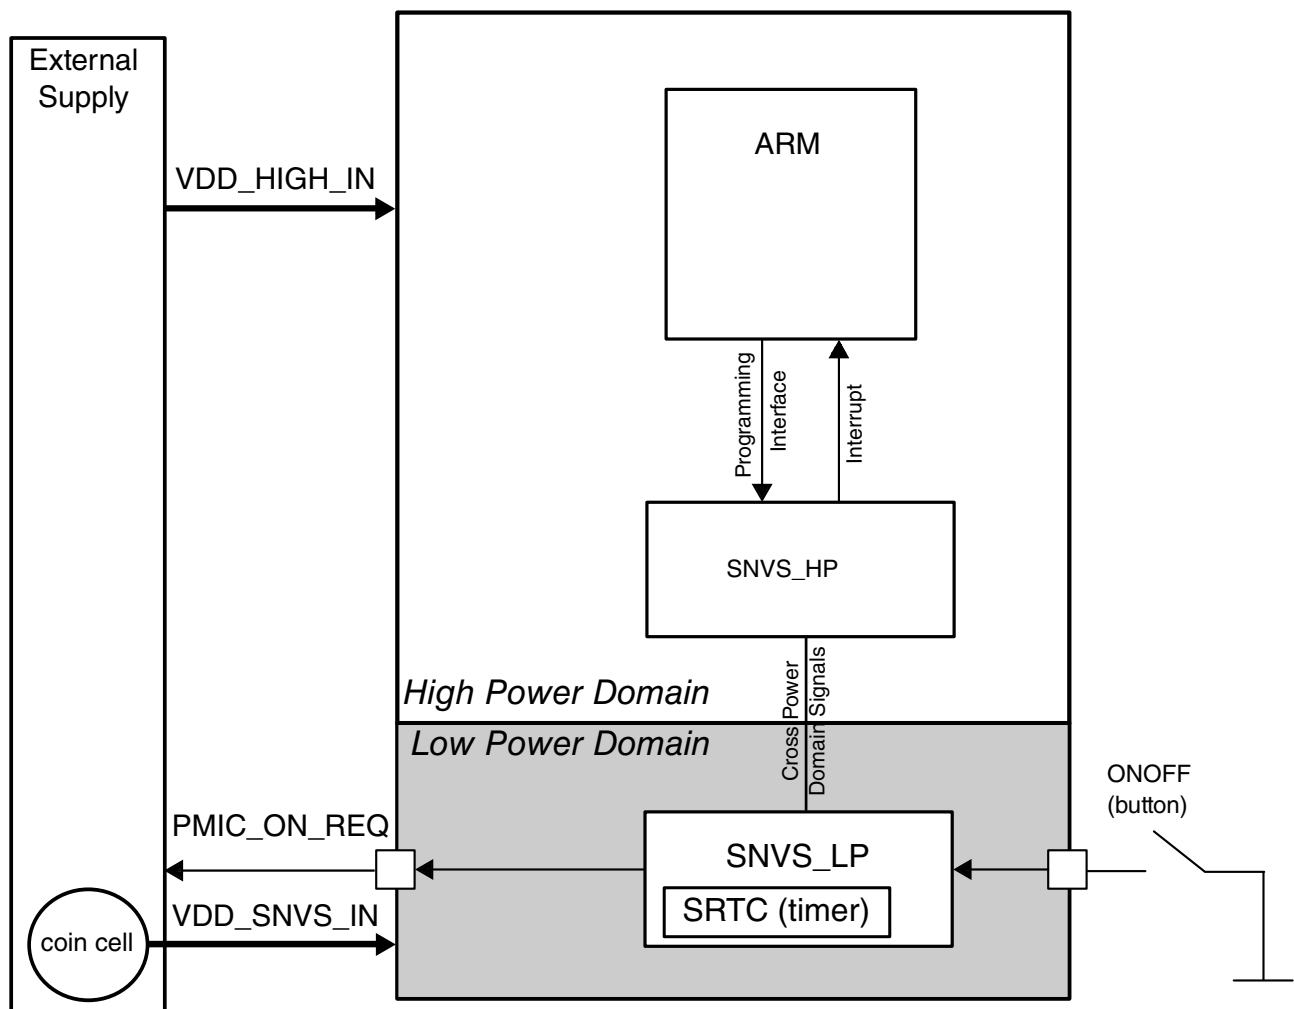 External
Supply
VDD_HIGH_IN
ARM
Programming
Interface
Interrupt
SNVS_HP
Cross Power
Domain Signals
High Power Domain
Low Power Domain
ONOFF
(button)
PMIC_ON_REQ
SNVS_LP
SRTC (timer)
VDD_SNVS_IN
coin cell